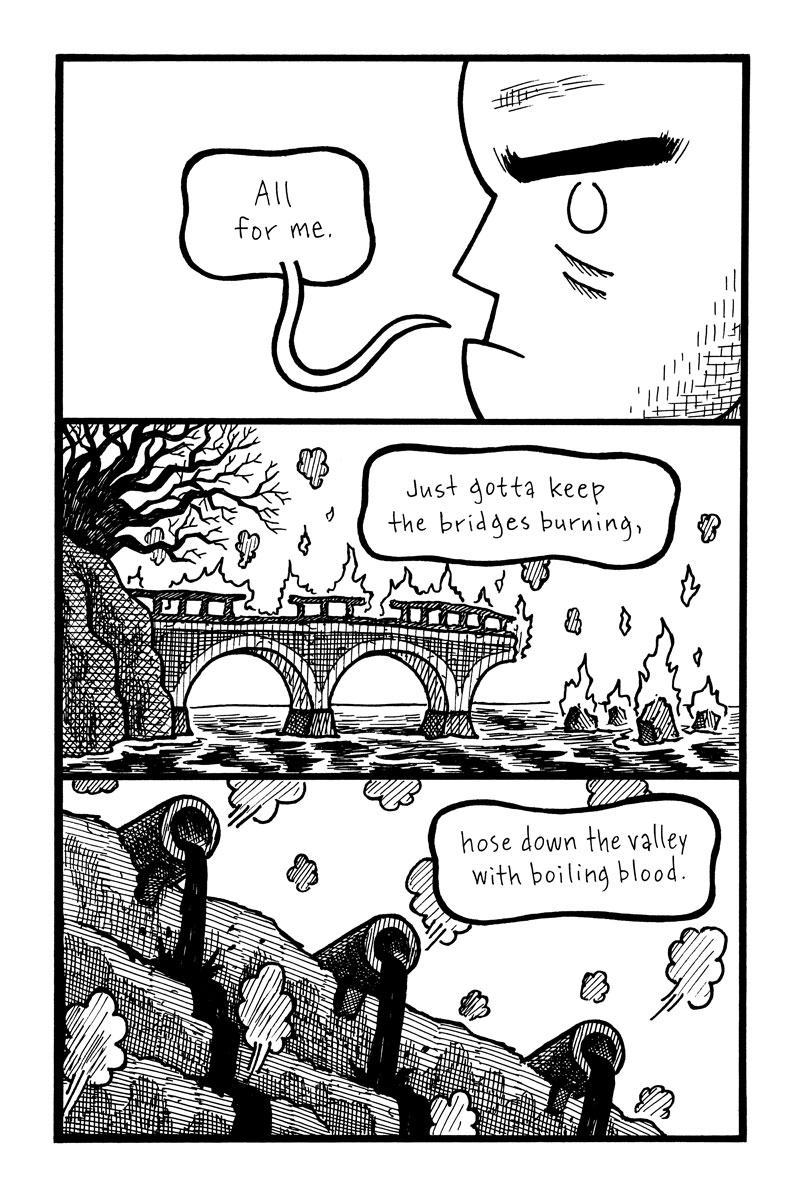 All
for me.
Just gotta keep
the bridges burning,
hose down the valley
with boiling blood.